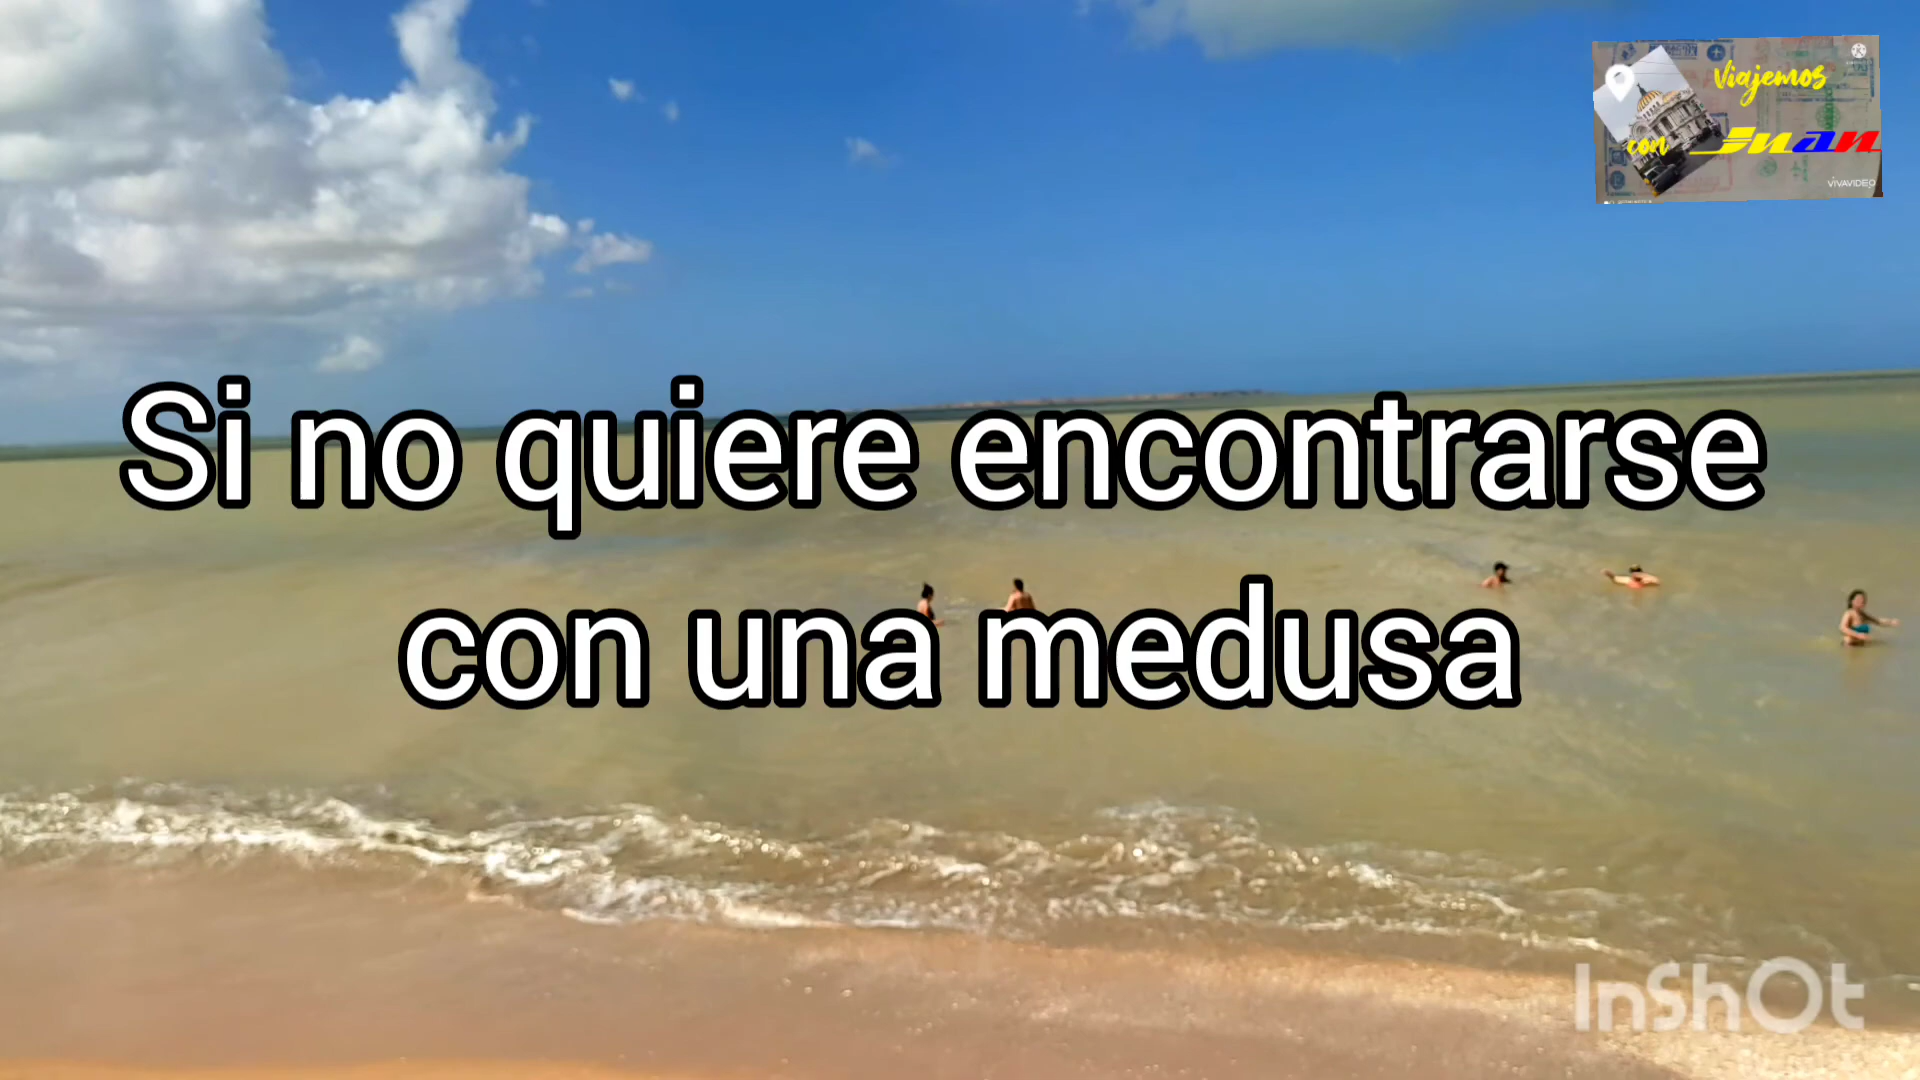 Viajemos
con Juan
VIVAVIDEO
Si no quiere encontrarse
con una medusa
InShOt